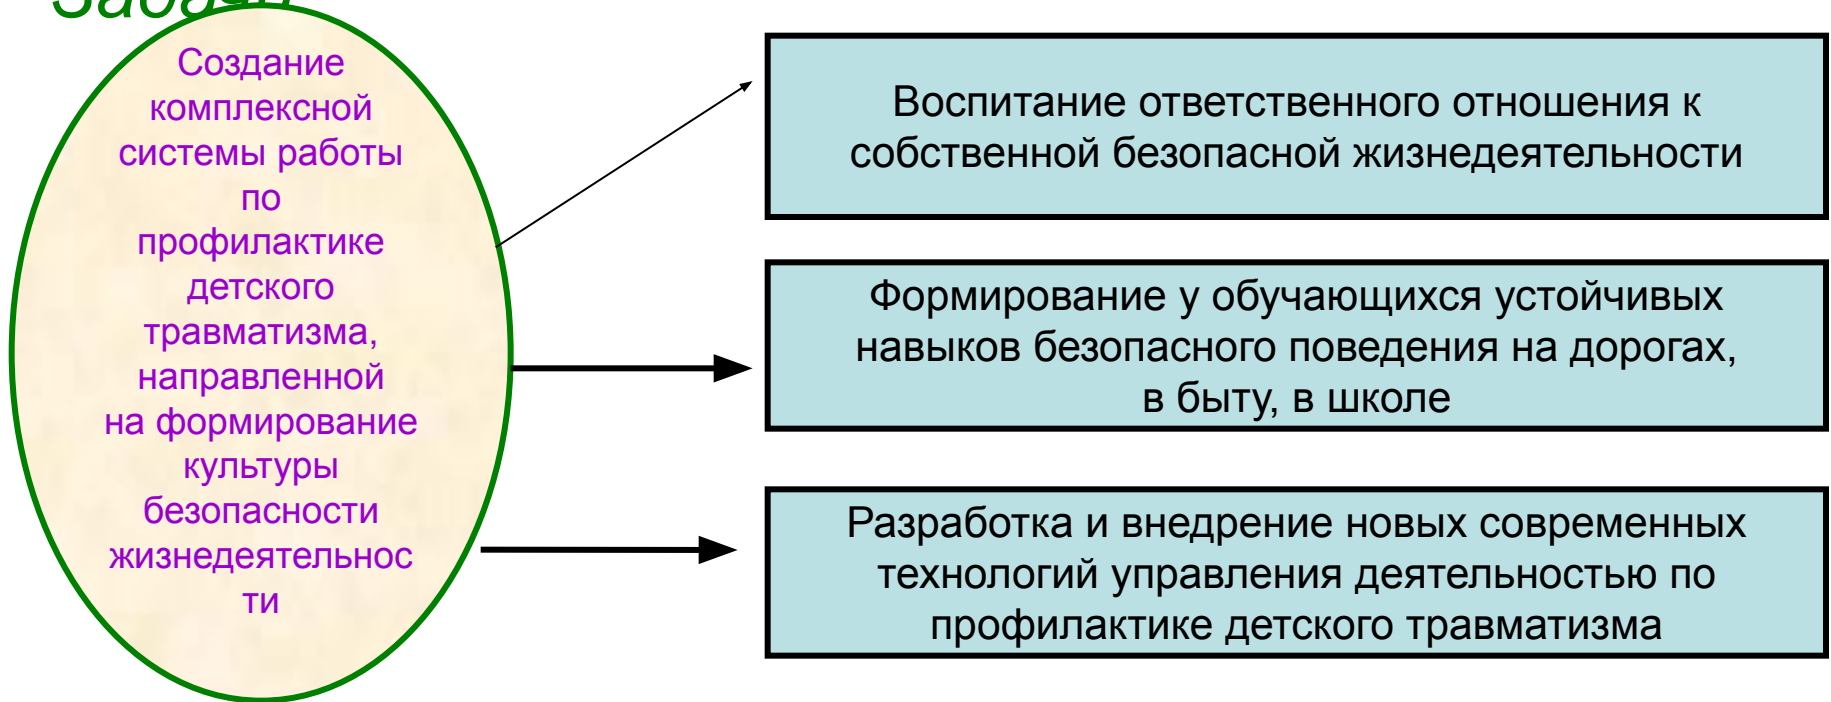 Задачи
Создание
комплексной
системы работы
по
профилактике
детского
травматизма,
направленной
на формирование
культуры
безопасности
жизнедеятельнос
ти
Воспитание ответственного отношения к
собственной безопасной жизнедеятельности
Формирование у обучающихся устойчивых
навыков безопасного поведения на дорогах,
в быту, в школе
Разработка и внедрение новых современных
технологий управления деятельностью по
профилактике детского травматизма